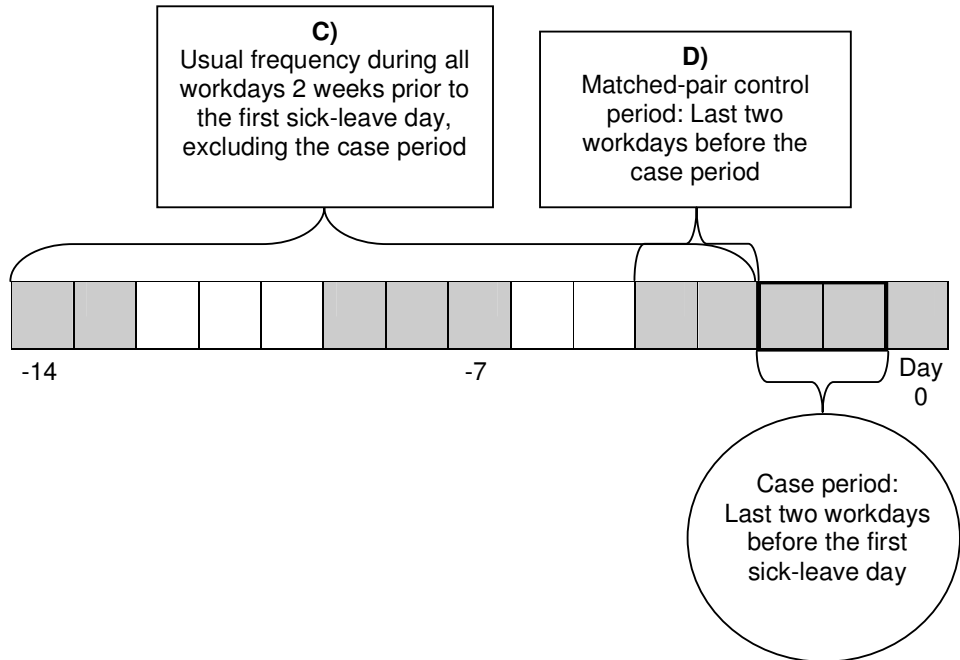 C)
Usual frequency during all
workdays 2 weeks prior to
the first sick-leave day,
excluding the case period
D)
Matched-pair control
period: Last two
workdays before the
case period
-14
-7
Day
0
Case period:
Last two workdays
before the first
sick-leave day